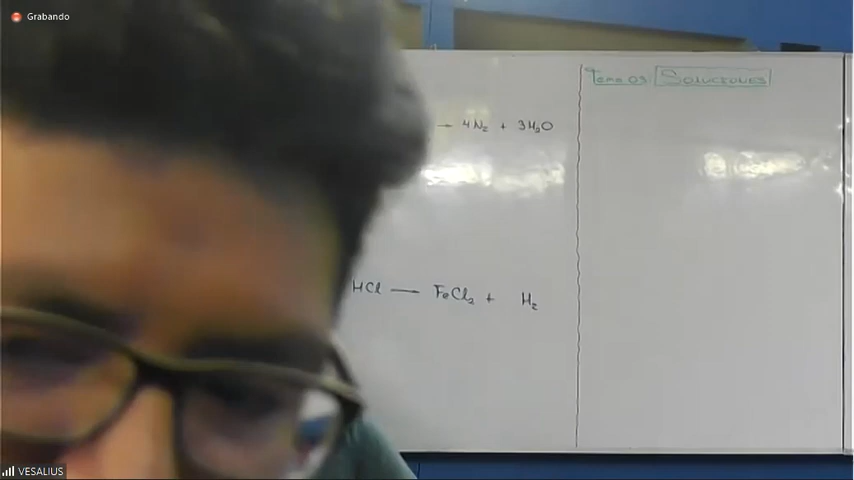 Grabando
Tema 03: SOLUCIONES
→ 4N₂ + 3H₂O
HCl → FeCl₂ + H₂
VESALIUS